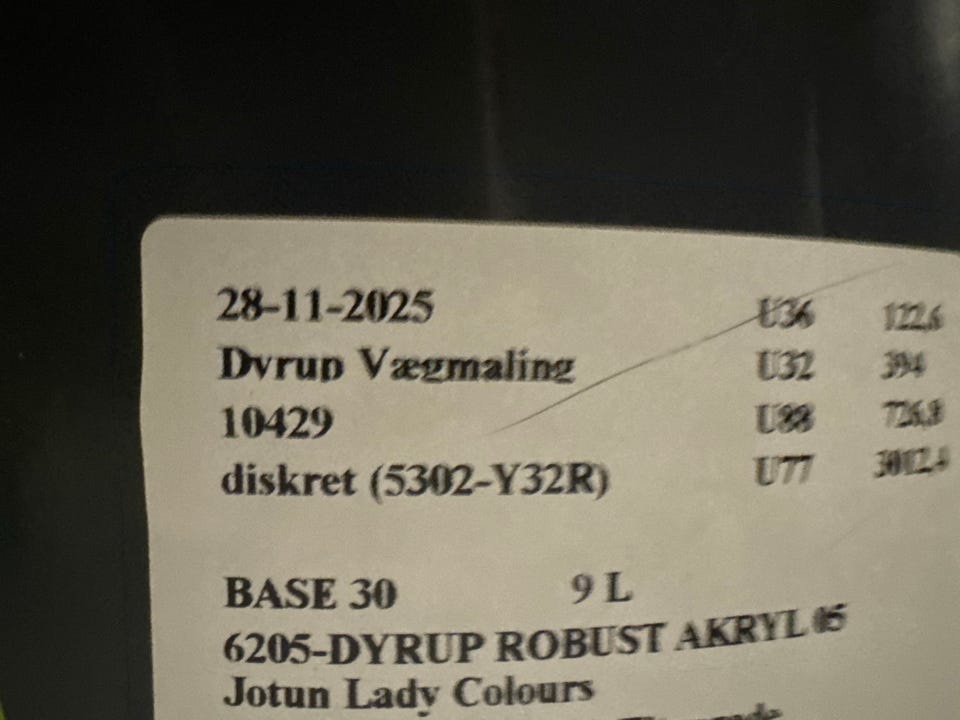 28-11-2025
Dyrup Vægmaling
10429
diskret (5302-Y32R)
U36 122,6
U32 394
U88 726,8
U77 3012,4
BASE 30 9 L
6205-DYRUP ROBUST AKRYL 05
Jotun Lady Colours